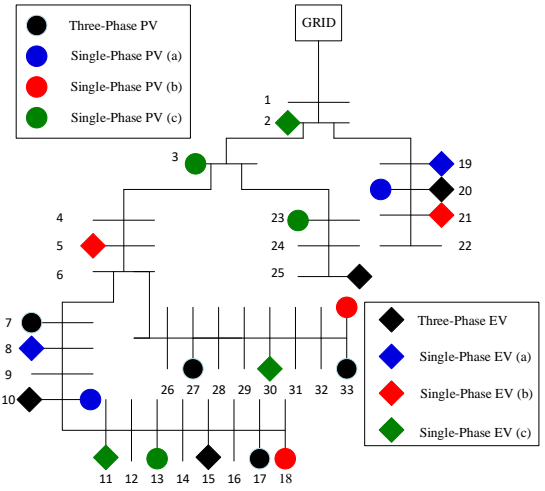 GRID
Three-Phase PV
Single-Phase PV (a)
Single-Phase PV (b)
Single-Phase PV (c)
1
2
3
19
20
21
22
4
5
6
23
24
25
7
8
9
10
26 27 28 29 30 31 32 33
Three-Phase EV
Single-Phase EV (a)
Single-Phase EV (b)
Single-Phase EV (c)
11 12 13 14 15 16 17 18